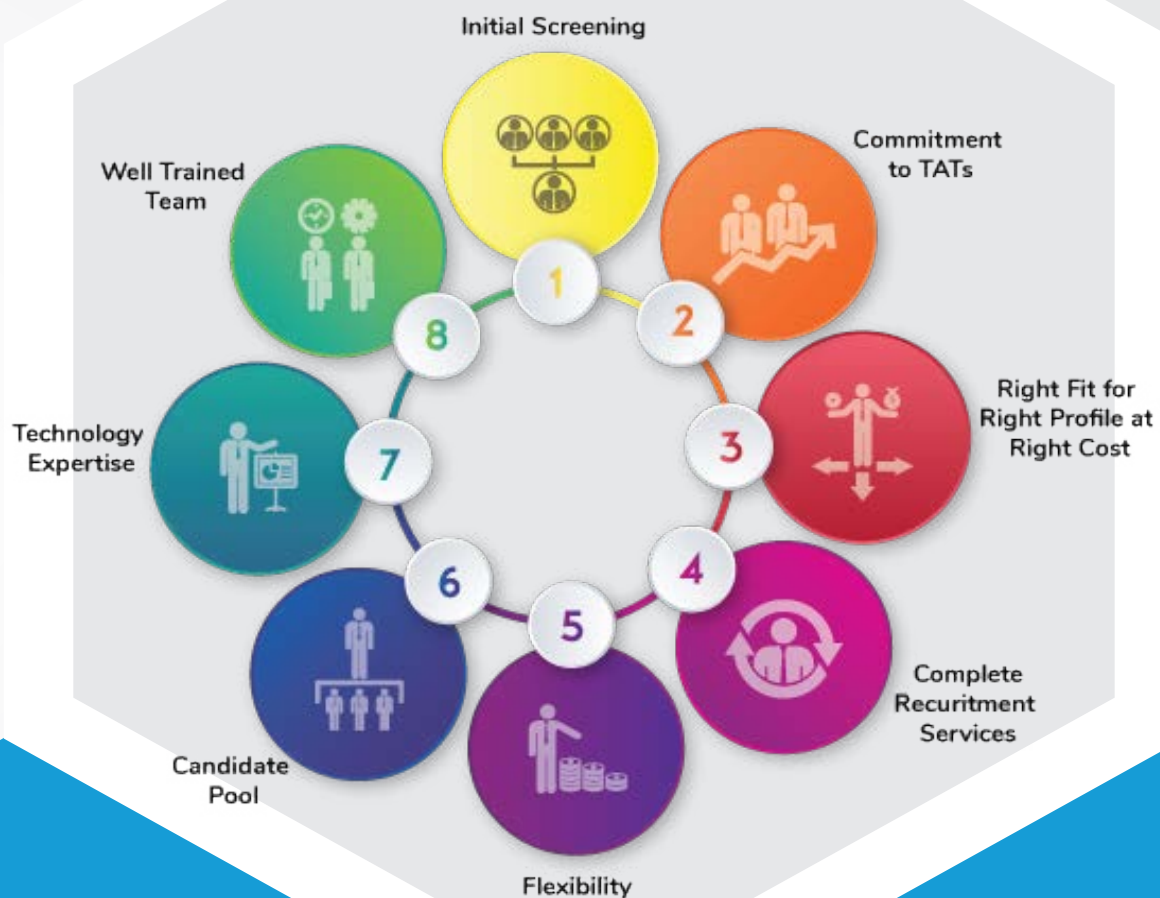 Initial Screening
1
Commitment
to TATs
2
Right Fit for
Right Profile at
Right Cost
3
Complete
Recuritment
Services
4
Flexibility
5
Candidate
Pool
6
Technology
Expertise
7
Well Trained
Team
8